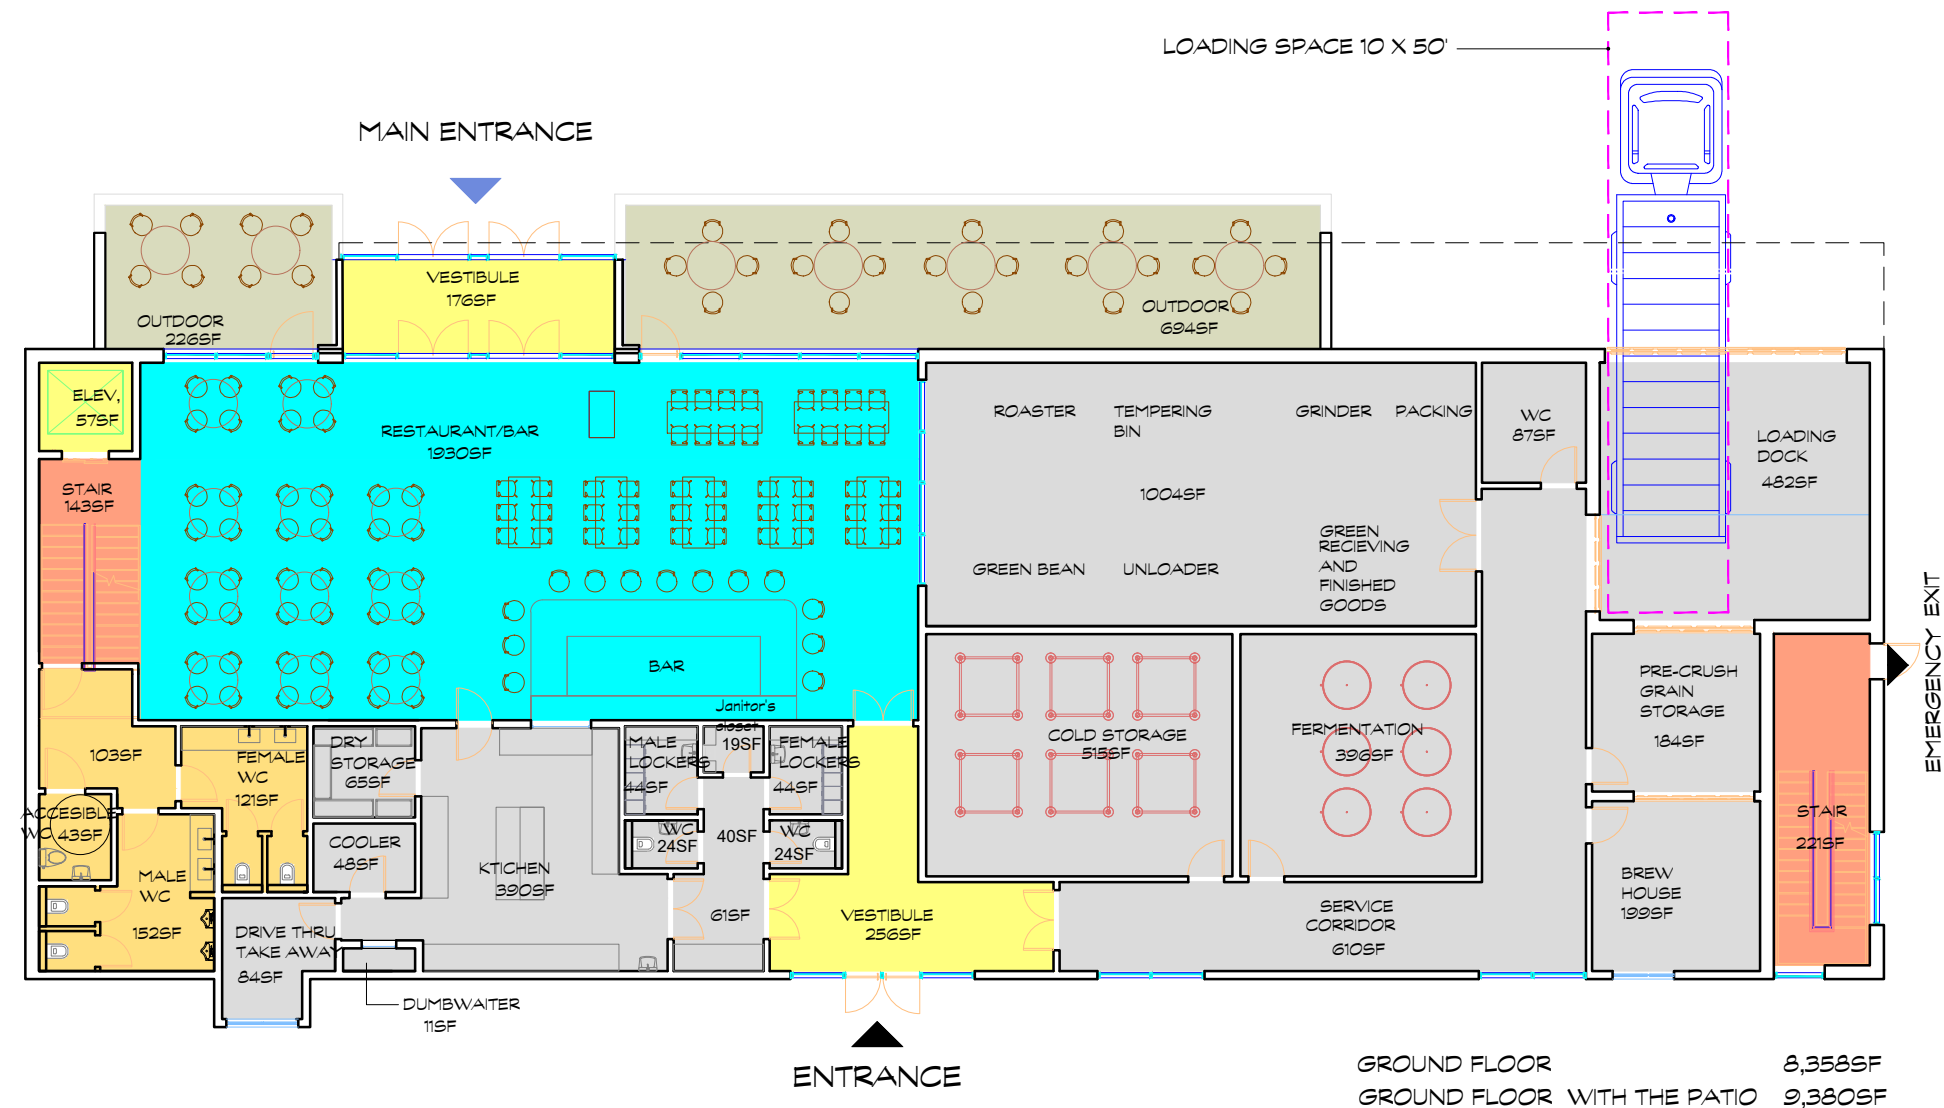 LOADING SPACE 10 X 50'
MAIN ENTRANCE
VESTIBULE
176SF
OUTDOOR
226SF
OUTDOOR
694SF
ELEV,
57SF
RESTAURANT/BAR
1930SF
STAIR
143SF
ROASTER
TEMPERING
BIN
GRINDER
PACKING
WC
87SF
LOADING
DOCK
482SF
1004SF
GREEN BEAN
UNLOADER
GREEN
RECIEVING
AND
FINISHED
GOODS
BAR
Janitor's
closet
19SF
103SF
FEMALE
WC
121SF
DRY
STORAGE
65SF
MALE
LOCKERS
44SF
FEMALE
LOCKERS
44SF
COLD STORAGE
515SF
FERMENTATION
396SF
PRE-CRUSH
GRAIN
STORAGE
184SF
EMERGENCY EXIT
ACCESIBLE
WC 43SF
COOLER
48SF
WC
24SF
40SF
WC
24SF
STAIR
221SF
MALE
WC
152SF
KTICHEN
390SF
BREW
HOUSE
199SF
DRIVE THRU
TAKE AWAY
84SF
61SF
VESTIBULE
256SF
SERVICE
CORRIDOR
610SF
DUMBWAITER
11SF
ENTRANCE
GROUND FLOOR 8,358SF
GROUND FLOOR WITH THE PATIO 9,380SF